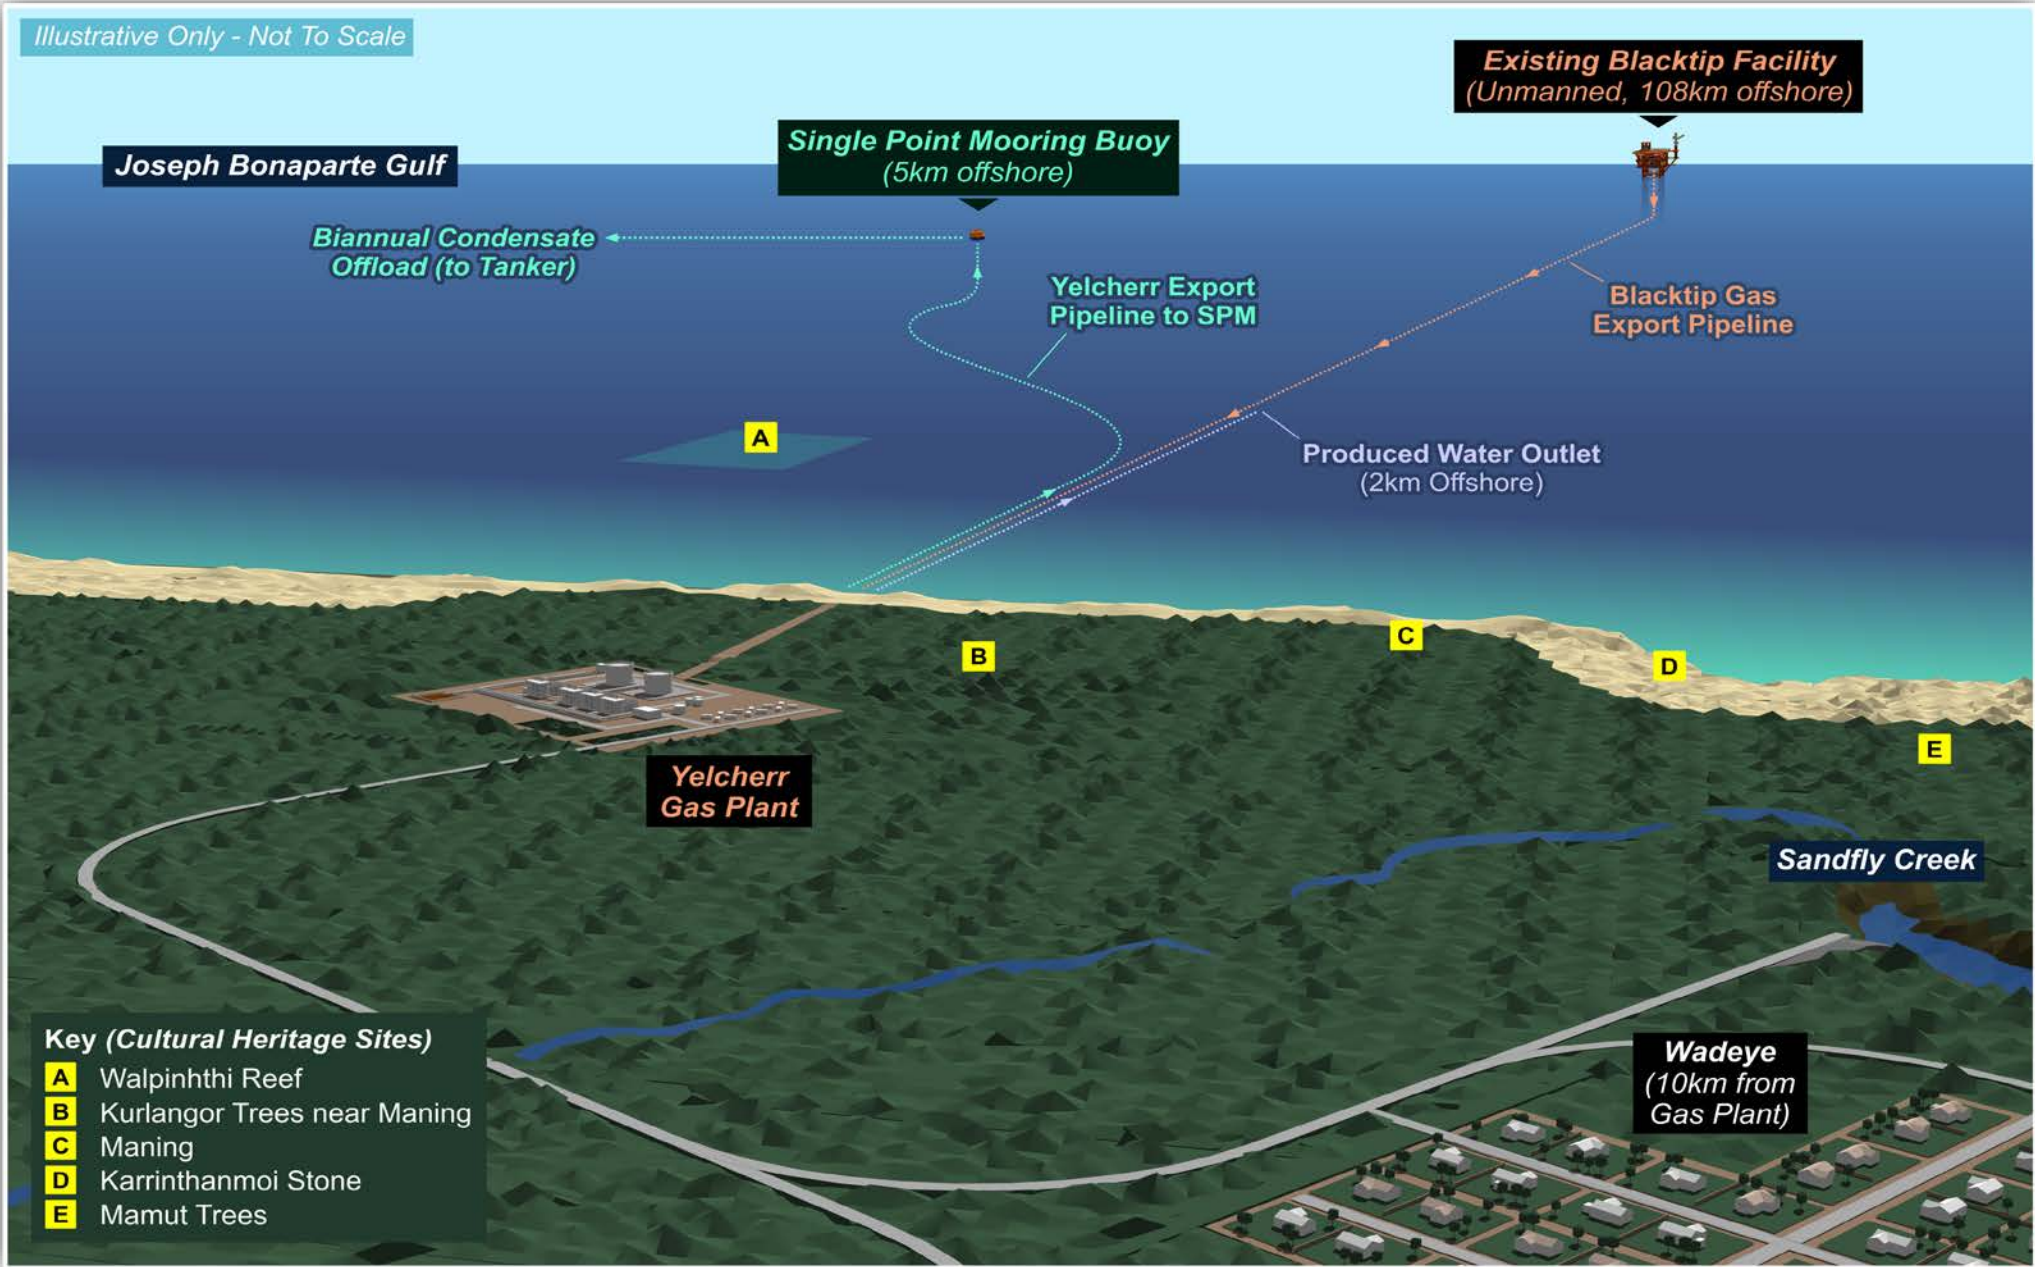 Illustrative Only - Not To Scale
Existing Blacktip Facility
(Unmanned, 108km offshore)
Single Point Mooring Buoy
(5km offshore)
Joseph Bonaparte Gulf
Biannual Condensate
Offload (to Tanker)
Yelcherr Export
Pipeline to SPM
Blacktip Gas
Export Pipeline
A
Produced Water Outlet
(2km Offshore)
B
C
D
E
Yelcherr
Gas Plant
Sandfly Creek
Wadeye
(10km from
Gas Plant)
Key (Cultural Heritage Sites)
A Walpinhthi Reef
B Kurlangor Trees near Maning
C Maning
D Karrinthanmoi Stone
E Mamut Trees